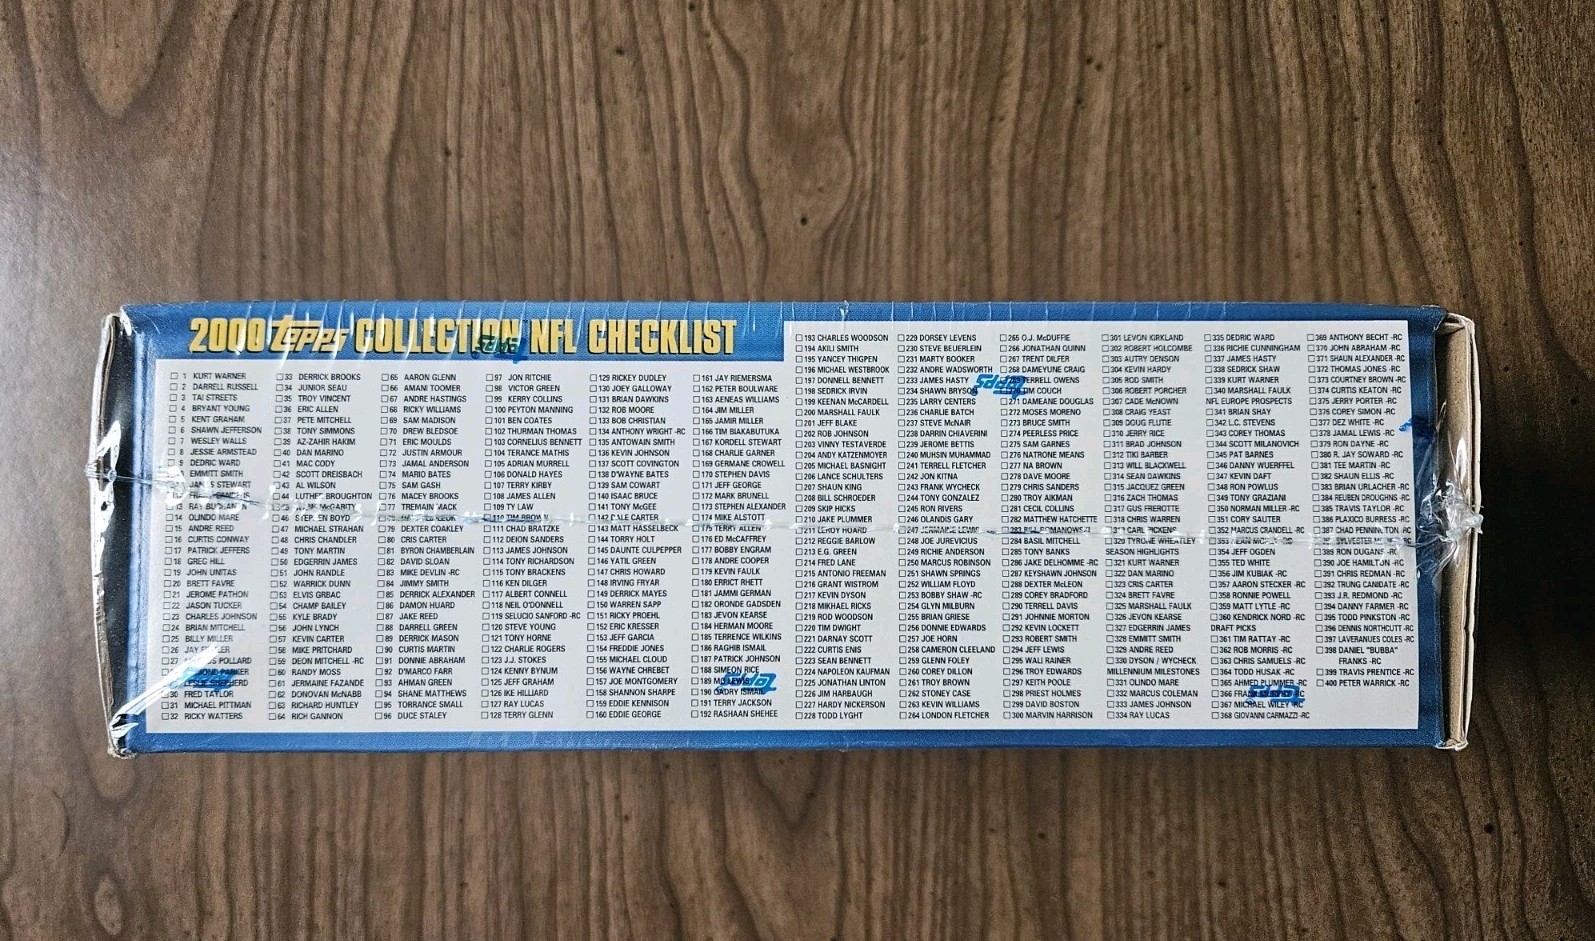 2000 Topps COLLECTION NFL CHECKLIST
1 KURT WARNER
2 DARRELL RUSSELL
3 TAI STREETS
4 BRYANT YOUNG
5 KENT GRAHAM
6 SHAWN JEFFERSON
7 WESLEY WALLS
8 JESSIE ARMSTEAD
9 DEDRIC WARD
EMMITT SMITH
JAMES STEWART
RAY BUCHANAN
14 OLINDO MARE
15 ANDRE REED
16 CURTIS CONWAY
17 PATRICK JEFFERS
18 GREG HILL
19 JOHN UNITAS
20 BRETT FAVRE
21 JEROME PATHON
22 JASON TUCKER
23 CHARLES JOHNSON
24 BRIAN MITCHELL
25 BILLY MILLER
26 JAY FIEDLER
27 POLLARD
LESLIE SHEPHERD
30 FRED TAYLOR
31 MICHAEL PITTMAN
32 RICKY WATTERS
33 DERRICK BROOKS
34 JUNIOR SEAU
35 TROY VINCENT
36 ERIC ALLEN
37 PETE MITCHELL
38 TONY SIMMONS
39 AZ-ZAHIR HAKIM
40 DAN MARINO
41 MAC CODY
42 SCOTT DREISBACH
43 AL WILSON
44 LUTHER BROUGHTON
46 STEPHEN BOYD
47 MICHAEL STRAHAN
48 CHRIS CHANDLER
49 TONY MARTIN
50 EDGERRIN JAMES
51 JOHN RANDLE
52 WARRICK DUNN
53 ELVIS GRBAC
54 CHAMP BAILEY
55 KYLE BRADY
56 JOHN LYNCH
57 KEVIN CARTER
58 MIKE PRITCHARD
59 DEON MITCHELL -RC
60 RANDY MOSS
61 JERMAINE FAZANDE
62 DONOVAN McNABB
63 RICHARD HUNTLEY
64 RICH GANNON
65 AARON GLENN
66 AMANI TOOMER
67 ANDRE HASTINGS
68 RICKY WILLIAMS
69 SAM MADISON
70 DREW BLEDSOE
71 ERIC MOULDS
72 JUSTIN ARMOUR
73 JAMAL ANDERSON
74 MARIO BATES
75 SAM GASH
76 MACEY BROOKS
77 TREMAIN MACK
79 DEXTER COAKLEY
80 CRIS CARTER
81 BYRON CHAMBERLAIN
82 DAVID SLOAN
83 MIKE DEVLIN -RC
84 JIMMY SMITH
85 DERRICK ALEXANDER
86 DAMON HUARD
87 JAKE REED
88 DARRELL GREEN
89 DERRICK MASON
90 CURTIS MARTIN
91 DONNIE ABRAHAM
92 D'MARCO FARR
93 AHMAN GREEN
94 SHANE MATTHEWS
95 TORRANCE SMALL
96 DUCE STALEY
97 JON RITCHIE
98 VICTOR GREEN
99 KERRY COLLINS
100 PEYTON MANNING
101 BEN COATES
102 THURMAN THOMAS
103 CORNELIUS BENNETT
104 TERANCE MATHIS
105 ADRIAN MURRELL
106 DONALD HAYES
107 TERRY KIRBY
108 JAMES ALLEN
109 TY LAW
110 TIM BROWN
111 CHAD BRATZKE
112 DEION SANDERS
113 JAMES JOHNSON
114 TONY RICHARDSON
115 TONY BRACKENS
116 KEN DILGER
117 ALBERT CONNELL
118 NEIL O'DONNELL
119 SELUCIO SANFORD -RC
120 STEVE YOUNG
121 TONY HORNE
122 CHARLIE ROGERS
123 J.J. STOKES
124 KENNY BYNUM
125 JEFF GRAHAM
126 IKE HILLIARD
127 RAY LUCAS
128 TERRY GLENN
129 RICKEY DUDLEY
130 JOEY GALLOWAY
131 BRIAN DAWKINS
132 ROB MOORE
133 BOB CHRISTIAN
134 ANTHONY WRIGHT -RC
135 ANTOWAIN SMITH
136 KEVIN JOHNSON
137 SCOTT COVINGTON
138 D'WAYNE BATES
139 SAM COWART
140 ISAAC BRUCE
141 TONY McGEE
142 DALE CARTER
143 MATT HASSELBECK
144 TORRY HOLT
145 DAUNTE CULPEPPER
146 YATIL GREEN
147 CHRIS HOWARD
148 IRVING FRYAR
149 DERRICK MAYES
150 WARREN SAPP
151 RICKY PROEHL
152 ERIC KRESSER
153 JEFF GARCIA
154 FREDDIE JONES
155 MICHAEL CLOUD
156 WAYNE CHREBET
157 JOE MONTGOMERY
158 SHANNON SHARPE
159 EDDIE KENNISON
160 EDDIE GEORGE
161 JAY RIEMERSMA
162 PETER BOULWARE
163 AENEAS WILLIAMS
164 JIM MILLER
165 JAMIR MILLER
166 TIM BIAKABUTUKA
167 KORDELL STEWART
168 CHARLIE GARNER
169 GERMANE CROWELL
170 STEPHEN DAVIS
171 JEFF GEORGE
172 MARK BRUNELL
173 STEPHEN ALEXANDER
174 MIKE ALSTOTT
175 TERRY ALLEN
176 ED McCAFFREY
177 BOBBY ENGRAM
178 ANDRE COOPER
179 KEVIN FAULK
180 ERRICT RHETT
181 JAMMI GERMAN
182 ORONDE GADSDEN
183 JEVON KEARSE
184 HERMAN MOORE
185 TERRENCE WILKINS
186 RAGHIB ISMAIL
187 PATRICK JOHNSON
188 SIMEON RICE
189 MO LEWIS
190 QADRY ISMAIL
191 TERRY JACKSON
192 RASHAAN SHEHEE
193 CHARLES WOODSON
194 AKILI SMITH
195 YANCEY THIGPEN
196 MICHAEL WESTBROOK
197 DONNELL BENNETT
198 SEDRICK IRVIN
199 KEENAN McCARDELL
200 MARSHALL FAULK
201 JEFF BLAKE
202 ROB JOHNSON
203 VINNY TESTAVERDE
204 ANDY KATZENMOYER
205 MICHAEL BASNIGHT
206 LANCE SCHULTERS
207 SHAUN KING
208 BILL SCHROEDER
209 SKIP HICKS
210 JAKE PLUMMER
211 LEROY HOARD
212 REGGIE BARLOW
213 E.G. GREEN
214 FRED LANE
215 ANTONIO FREEMAN
216 GRANT WISTROM
217 KEVIN DYSON
218 MIKHAEL RICKS
219 ROD WOODSON
220 TIM DWIGHT
221 DARNAY SCOTT
222 CURTIS ENIS
223 SEAN BENNETT
224 NAPOLEON KAUFMAN
225 JONATHAN LINTON
226 JIM HARBAUGH
227 HARDY NICKERSON
228 TODD LYGHT
229 DORSEY LEVENS
230 STEVE BEUERLEIN
231 MARTY BOOKER
232 ANDRE WADSWORTH
233 JAMES HASTY
234 SHAWN BRYSON
235 LARRY CENTERS
236 CHARLIE BATCH
237 STEVE McNAIR
238 DARRIN CHIAVERINI
239 JEROME BETTIS
240 MUHSIN MUHAMMAD
241 TERRELL FLETCHER
242 JON KITNA
243 FRANK WYCHECK
244 TONY GONZALEZ
245 RON RIVERS
246 OLANDIS GARY
247 JERMAINE LEWIS
248 JOE JUREVICIUS
249 RICHIE ANDERSON
250 MARCUS ROBINSON
251 SHAWN SPRINGS
252 WILLIAM FLOYD
253 BOBBY SHAW -RC
254 GLYN MILBURN
255 BRIAN GRIESE
256 DONNIE EDWARDS
257 JOE HORN
258 CAMERON CLEELAND
259 GLENN FOLEY
260 COREY DILLON
261 TROY BROWN
262 STONEY CASE
263 KEVIN WILLIAMS
264 LONDON FLETCHER
265 O.J. McDUFFIE
266 JONATHAN QUINN
267 TRENT DILFER
268 DAMEYUNE CRAIG
TERRELL OWENS
TIM COUCH
271 DAMEANE DOUGLAS
272 MOSES MORENO
273 BRUCE SMITH
274 PEERLESS PRICE
275 SAM GARNES
276 NATRONE MEANS
277 NA BROWN
278 DAVE MOORE
279 CHRIS SANDERS
280 TROY AIKMAN
281 CECIL COLLINS
282 MATTHEW HATCHETTE
283 BILL ROMANOWSKI
284 BASIL MITCHELL
285 TONY BANKS
286 JAKE DELHOMME -RC
287 KEYSHAWN JOHNSON
288 DEXTER McLEON
289 COREY BRADFORD
290 TERRELL DAVIS
291 JOHNNIE MORTON
292 KEVIN LOCKETT
293 ROBERT SMITH
294 JEFF LEWIS
295 WALI RAINER
296 TROY EDWARDS
297 KEITH POOLE
298 PRIEST HOLMES
299 DAVID BOSTON
300 MARVIN HARRISON
301 LEVON KIRKLAND
302 ROBERT HOLCOMBE
303 AUTRY DENSON
304 KEVIN HARDY
305 ROD SMITH
306 ROBERT PORCHER
307 CADE McNOWN
308 CRAIG YEAST
309 DOUG FLUTIE
310 JERRY RICE
311 BRAD JOHNSON
312 TIKI BARBER
313 WILL BLACKWELL
314 SEAN DAWKINS
315 JACQUEZ GREEN
316 ZACH THOMAS
317 GUS FREROTTE
318 CHRIS WARREN
319 CARL PICKENS
320 TYRONE WHEATLEY
SEASON HIGHLIGHTS
321 KURT WARNER
322 DAN MARINO
323 CRIS CARTER
324 BRETT FAVRE
325 MARSHALL FAULK
326 JEVON KEARSE
327 EDGERRIN JAMES
328 EMMITT SMITH
329 ANDRE REED
330 DYSON / WYCHECK
MILLENNIUM MILESTONES
331 OLINDO MARE
332 MARCUS COLEMAN
333 JAMES JOHNSON
334 RAY LUCAS
335 DEDRIC WARD
336 RICHIE CUNNINGHAM
337 JAMES HASTY
338 SEDRICK SHAW
339 KURT WARNER
340 MARSHALL FAULK
NFL EUROPE PROSPECTS
341 BRIAN SHAY
342 L.C. STEVENS
343 COREY THOMAS
344 SCOTT MILANOVICH
345 PAT BARNES
346 DANNY WUERFFEL
347 KEVIN DAFT
348 RON POWLUS
349 TONY GRAZIANI
350 NORMAN MILLER -RC
351 CORY SAUTER
352 MARCUS CRANDELL -RC
354 JEFF OGDEN
355 TED WHITE
356 JIM KUBIAK -RC
357 AARON STECKER -RC
358 RONNIE POWELL
359 MATT LYTLE -RC
360 KENDRICK NORD -RC
DRAFT PICKS
361 TIM RATTAY -RC
362 ROB MORRIS -RC
363 CHRIS SAMUELS -RC
364 TODD HUSAK -RC
365 AHMED PLUMMER -RC
367 MICHAEL WILEY -RC
368 GIOVANNI CARMAZZI -RC
369 ANTHONY BECHT -RC
370 JOHN ABRAHAM -RC
371 SHAUN ALEXANDER -RC
372 THOMAS JONES -RC
373 COURTNEY BROWN -RC
374 CURTIS KEATON -RC
375 JERRY PORTER -RC
376 COREY SIMON -RC
377 DEZ WHITE -RC
378 JAMAL LEWIS -RC
379 RON DAYNE -RC
380 R. JAY SOWARD -RC
381 TEE MARTIN -RC
382 SHAUN ELLIS -RC
383 BRIAN URLACHER -RC
384 REUBEN DROUGHNS -RC
385 TRAVIS TAYLOR -RC
386 PLAXICO BURRESS -RC
387 CHAD PENNINGTON -RC
SYLVESTER -RC
389 RON DUGANS -RC
390 JOE HAMILTON -RC
391 CHRIS REDMAN -RC
392 TRUNG CANIDATE -RC
393 J.R. REDMOND -RC
394 DANNY FARMER -RC
395 TODD PINKSTON -RC
396 DENNIS NORTHCUTT -RC
397 LAVERANUES COLES -RC
398 DANIEL "BUBBA"
FRANKS -RC
399 TRAVIS PRENTICE -RC
400 PETER WARRICK -RC
Topps
Topps
Topps